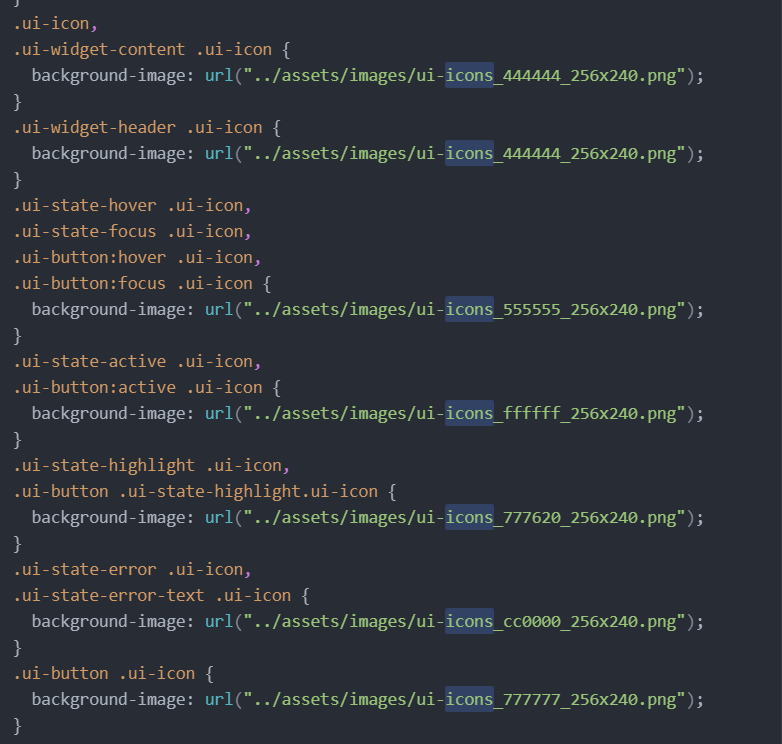 }
.ui-icon,
.ui-widget-content .ui-icon {
  background-image: url("../assets/images/ui-icons_444444_256x240.png");
}
.ui-widget-header .ui-icon {
  background-image: url("../assets/images/ui-icons_444444_256x240.png");
}
.ui-state-hover .ui-icon,
.ui-state-focus .ui-icon,
.ui-button:hover .ui-icon,
.ui-button:focus .ui-icon {
  background-image: url("../assets/images/ui-icons_555555_256x240.png");
}
.ui-state-active .ui-icon,
.ui-button:active .ui-icon {
  background-image: url("../assets/images/ui-icons_ffffff_256x240.png");
}
.ui-state-highlight .ui-icon,
.ui-button .ui-state-highlight.ui-icon {
  background-image: url("../assets/images/ui-icons_777620_256x240.png");
}
.ui-state-error .ui-icon,
.ui-state-error-text .ui-icon {
  background-image: url("../assets/images/ui-icons_cc0000_256x240.png");
}
.ui-button .ui-icon {
  background-image: url("../assets/images/ui-icons_777777_256x240.png");
}